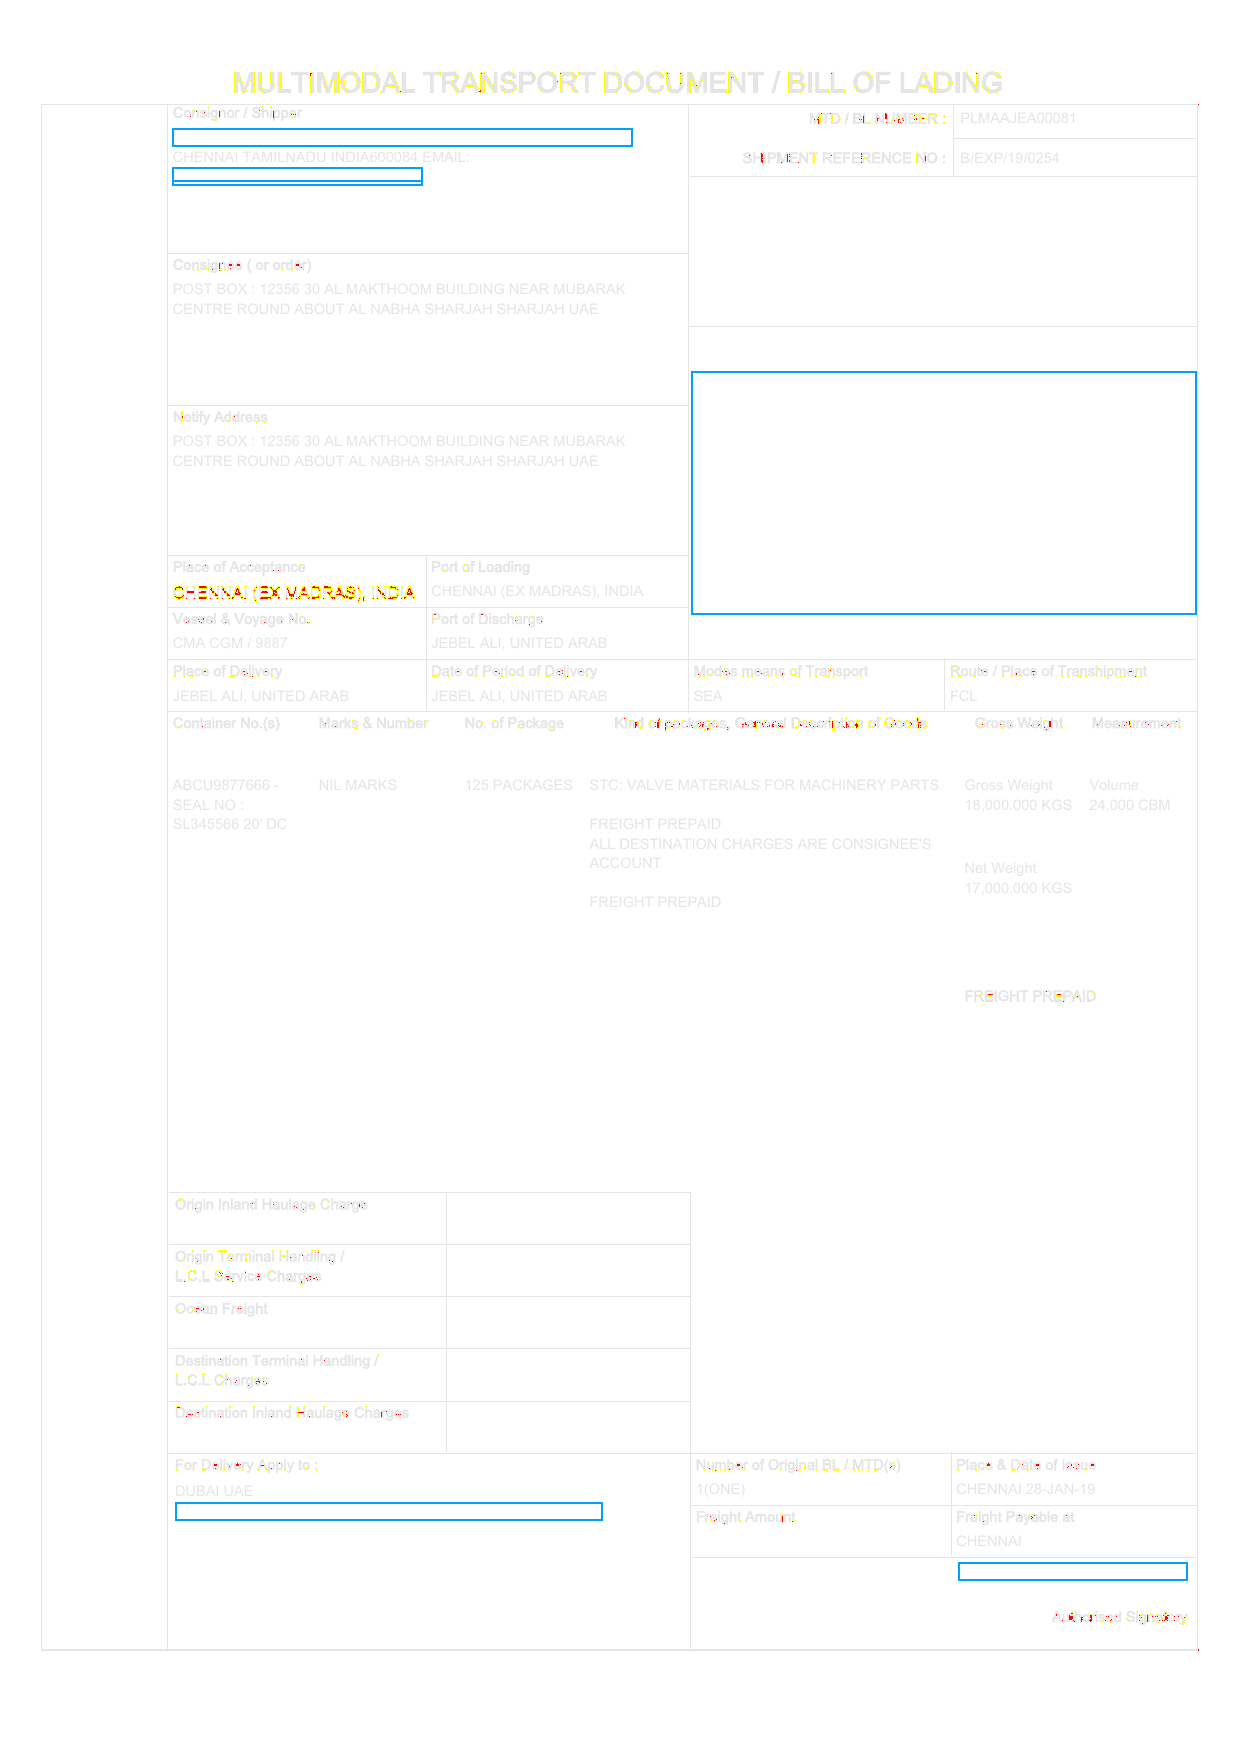 MULTIMODAL TRANSPORT DOCUMENT / BILL OF LADING
Consignor / Shipper
MTD / BL NUMBER : PLMAAJEA00081
CHENNAI TAMILNADU INDIA600084 EMAIL:
SHIPMENT REFERENCE NO : B/EXP/19/0254
Consignee ( or order)
POST BOX : 12356 30 AL MAKTHOOM BUILDING NEAR MUBARAK
CENTRE ROUND ABOUT AL NABHA SHARJAH SHARJAH UAE
Notify Address
POST BOX : 12356 30 AL MAKTHOOM BUILDING NEAR MUBARAK
CENTRE ROUND ABOUT AL NABHA SHARJAH SHARJAH UAE
Place of Acceptance
CHENNAI (EX MADRAS), INDIA
Port of Loading
CHENNAI (EX MADRAS), INDIA
Vessel & Voyage No.
CMA CGM / 9887
Port of Discharge
JEBEL ALI, UNITED ARAB
Place of Delivery
JEBEL ALI, UNITED ARAB
Date of Period of Delivery
JEBEL ALI, UNITED ARAB
Modes means of Transport
SEA
Route / Place of Transhipment
FCL
Container No.(s) Marks & Number No. of Package Kind of packages, General Description of Goods Gross Weight Measurement
ABCU9877666 -
SEAL NO :
SL345566 20' DC
NIL MARKS
125 PACKAGES
STC: VALVE MATERIALS FOR MACHINERY PARTS
FREIGHT PREPAID
ALL DESTINATION CHARGES ARE CONSIGNEE'S
ACCOUNT
FREIGHT PREPAID
Gross Weight
18,000.000 KGS
Net Weight
17,000.000 KGS
Volume
24.000 CBM
FREIGHT PREPAID
Origin Inland Haulage Charge
Origin Terminal Handling /
L.C.L Service Charges
Ocean Freight
Destination Terminal Handling /
L.C.L Charges
Destination Inland Haulage Charges
For Delivery Apply to :
DUBAI UAE
Number of Original BL / MTD(s)
1(ONE)
Place & Date of Issue
CHENNAI 28-JAN-19
Freight Amount
Freight Payable at
CHENNAI
Authorised Signatory